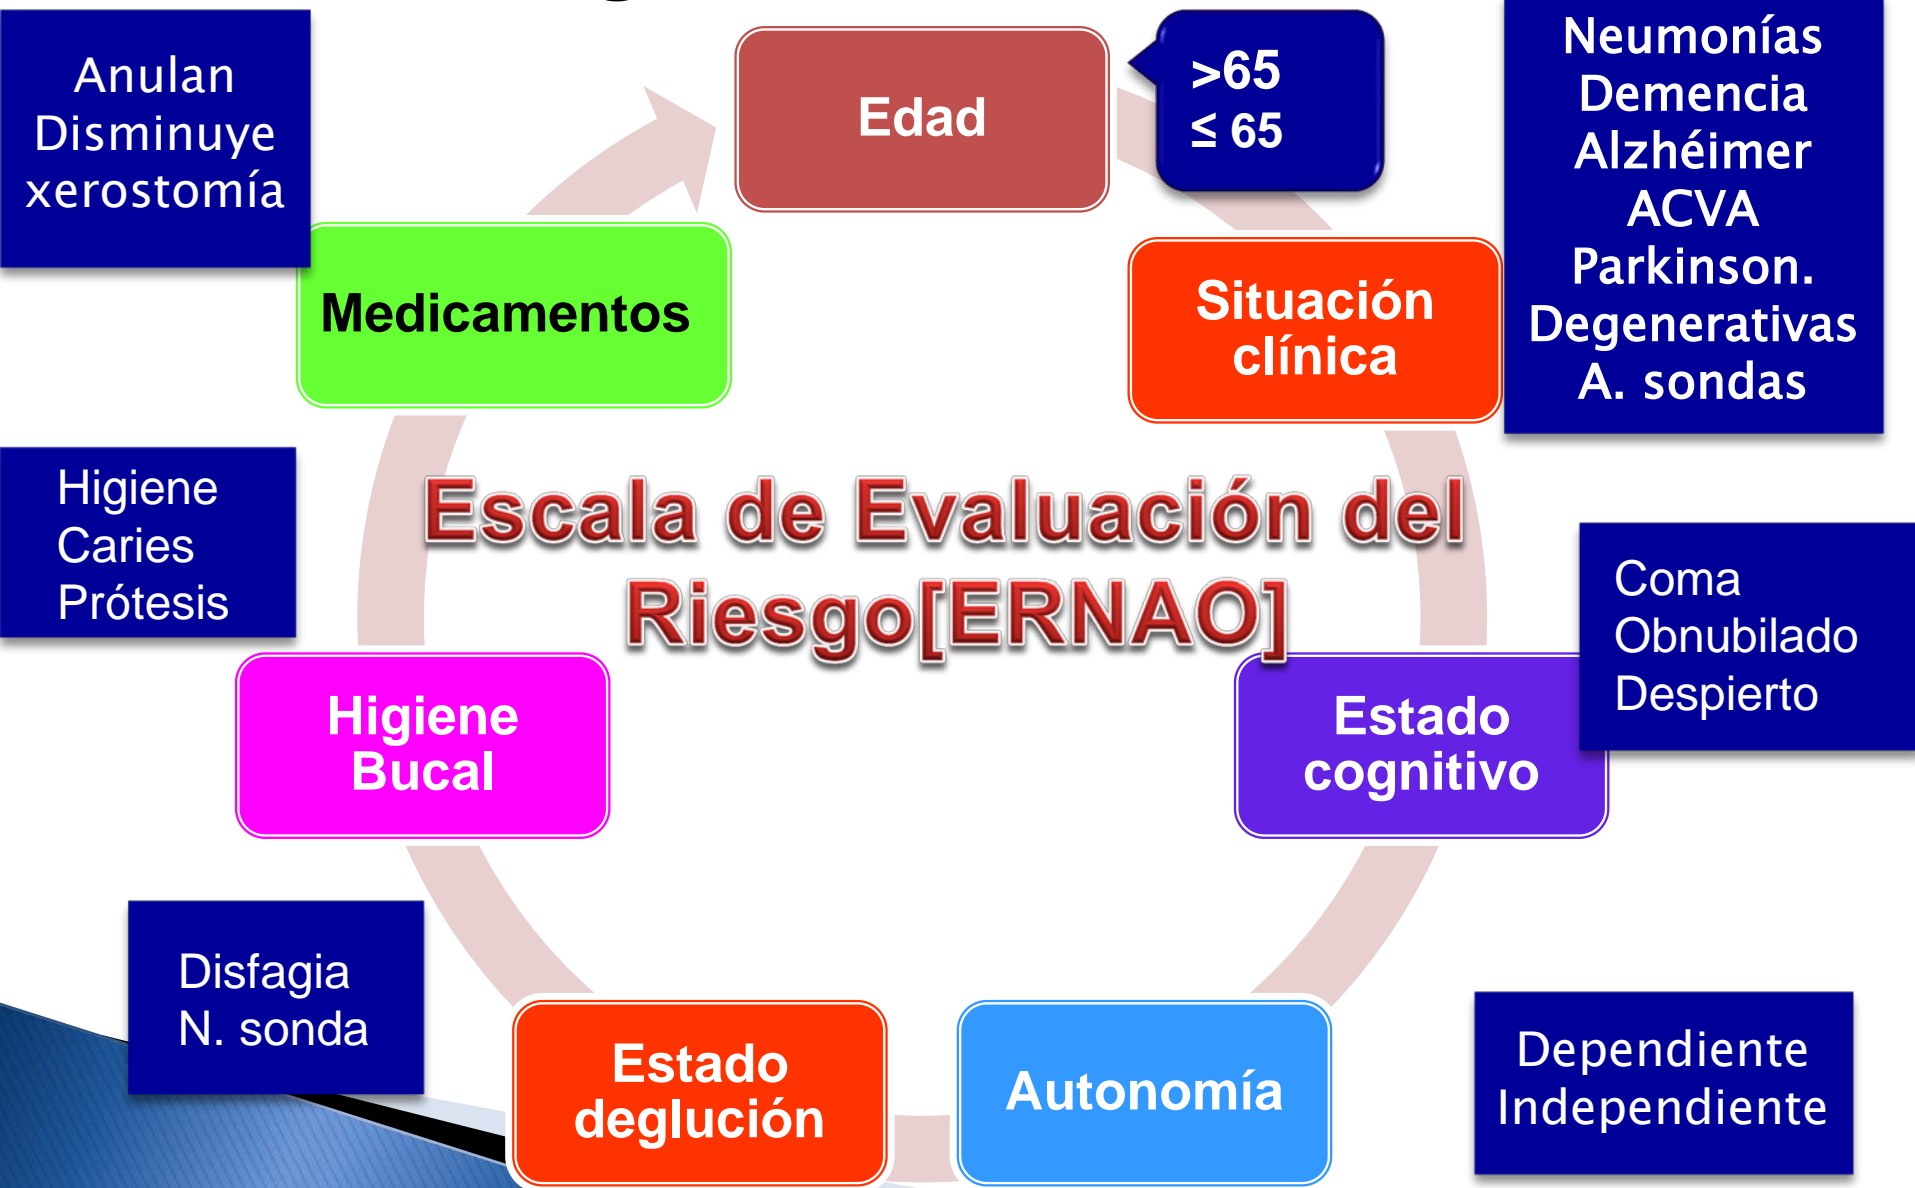 Edad
>65
≤ 65
Situación
clínica
Neumonías
Demencia
Alzhéimer
ACVA
Parkinson.
Degenerativas
A. sondas
Estado
cognitivo
Coma
Obnubilado
Despierto
Autonomía
Dependiente
Independiente
Estado
deglución
Disfagia
N. sonda
Higiene
Bucal
Higiene
Caries
Prótesis
Medicamentos
Anulan
Disminuye
xerostomía
Escala de Evaluación del
Riesgo[ERNAO]